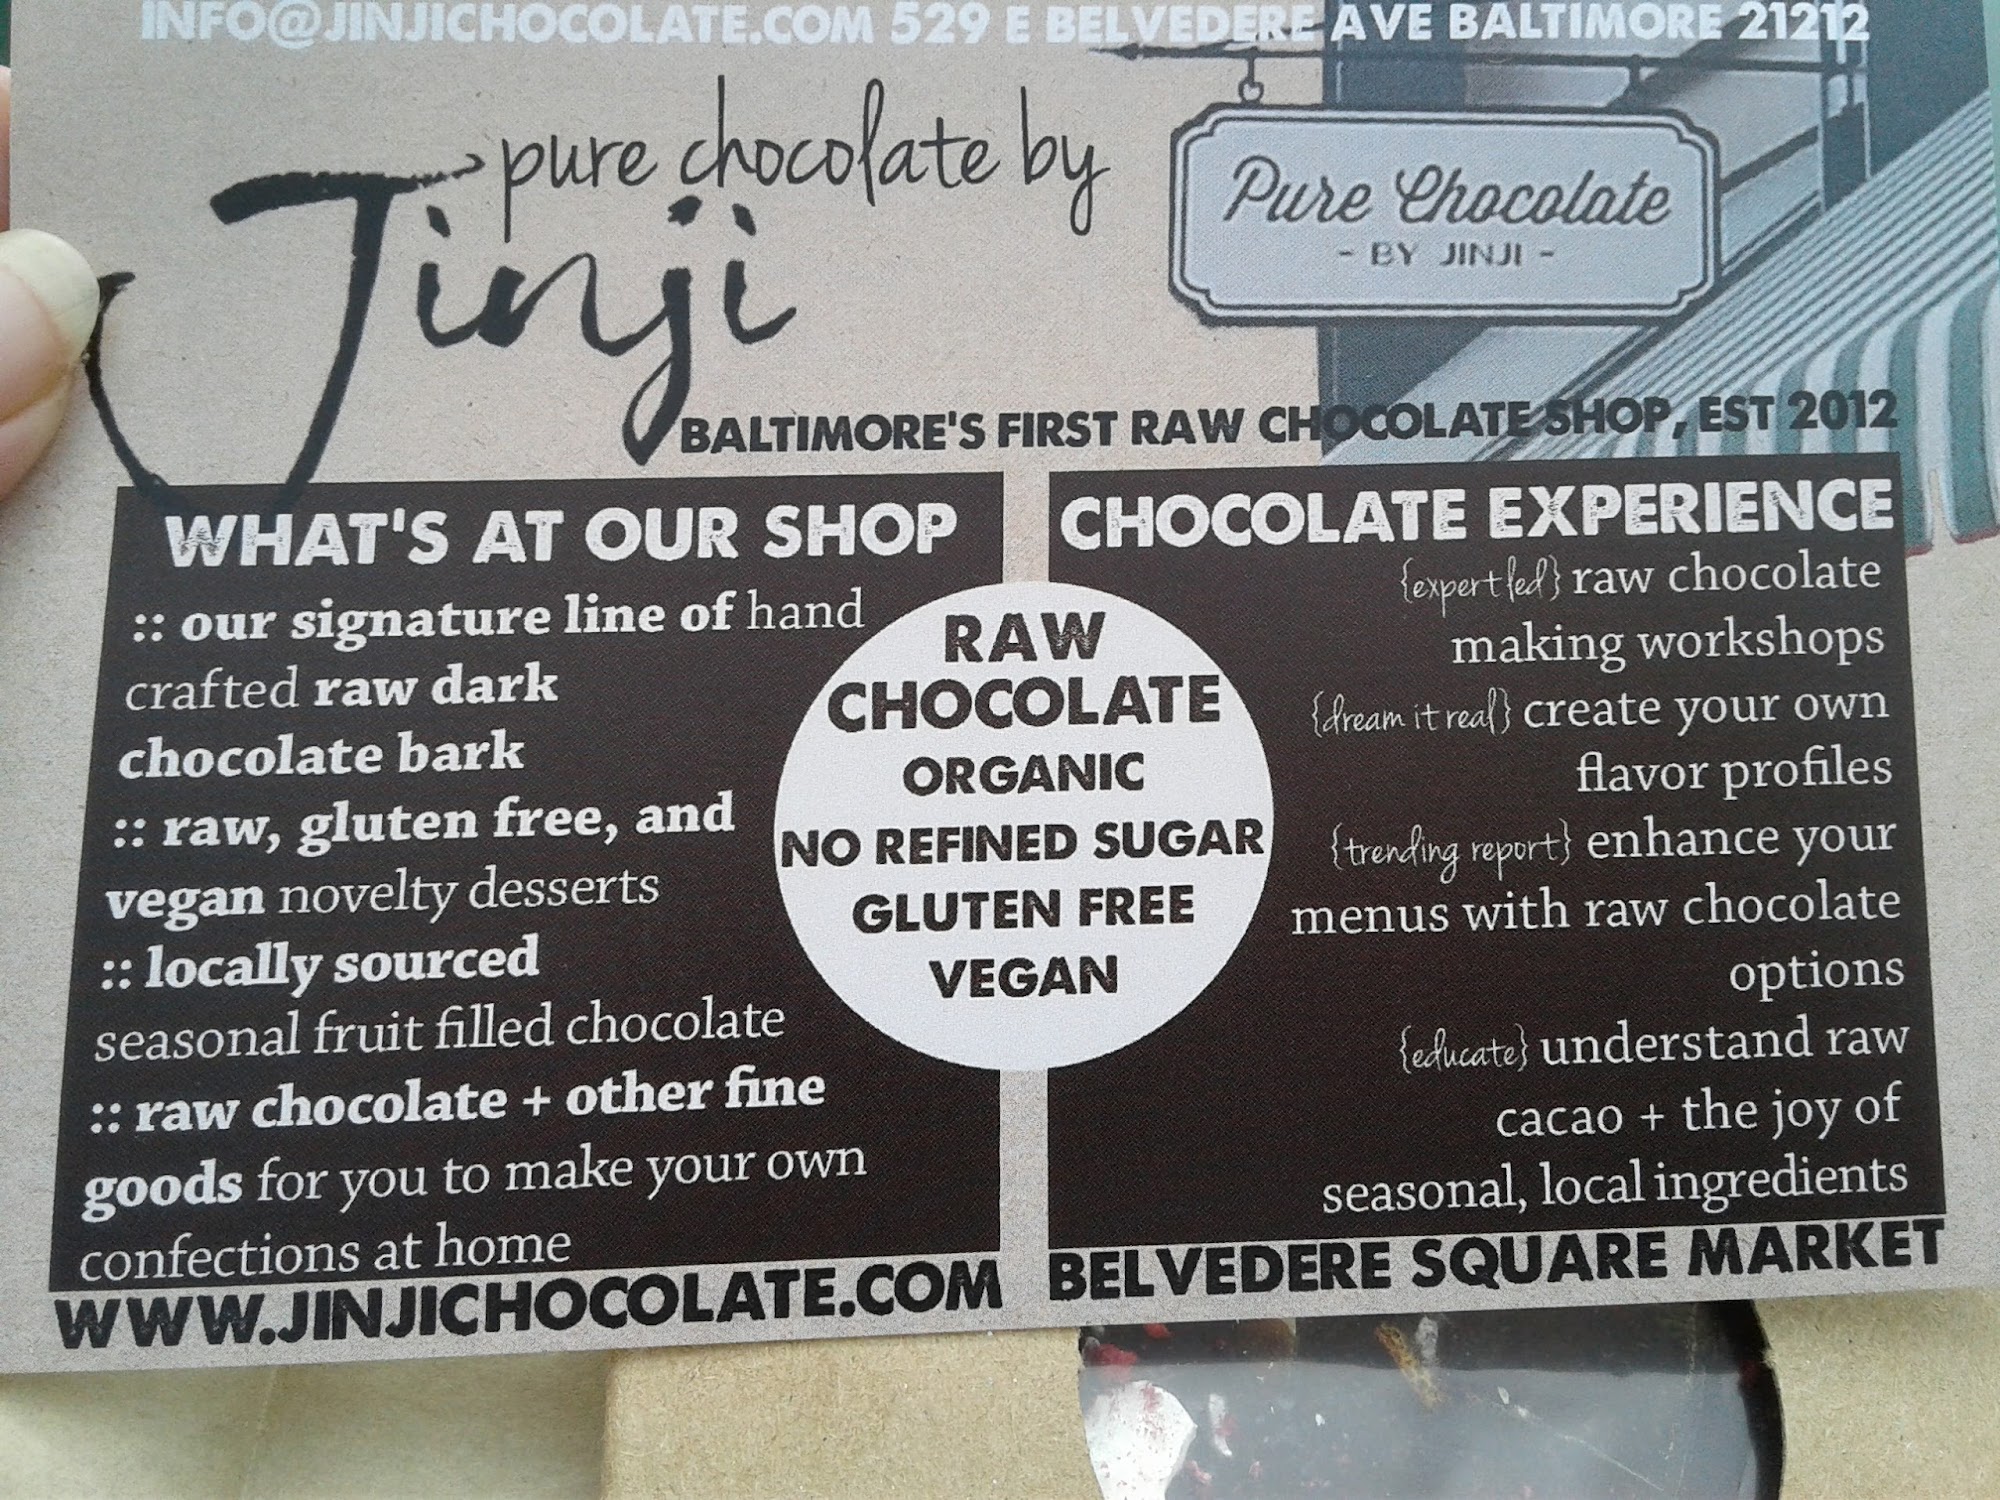 INFO@JINJICHOCOLATE.COM 529 E BELVEDERE AVE BALTIMORE 21212
pure chocolate by
Jinji
Pure Chocolate
- BY JINJI -
BALTIMORE'S FIRST RAW CHOCOLATE SHOP, EST 2012
WHAT'S AT OUR SHOP
:: our signature line of hand
crafted raw dark
chocolate bark
:: raw, gluten free, and
vegan novelty desserts
:: locally sourced
seasonal fruit filled chocolate
:: raw chocolate + other fine
goods for you to make your own
confections at home
WWW.JINJICHOCOLATE.COM
RAW
CHOCOLATE
ORGANIC
NO REFINED SUGAR
GLUTEN FREE
VEGAN
CHOCOLATE EXPERIENCE
{expert led} raw chocolate
making workshops
{dream it real} create your own
flavor profiles
{trending report} enhance your
menus with raw chocolate
options
{educate} understand raw
cacao + the joy of
seasonal, local ingredients
BELVEDERE SQUARE MARKET